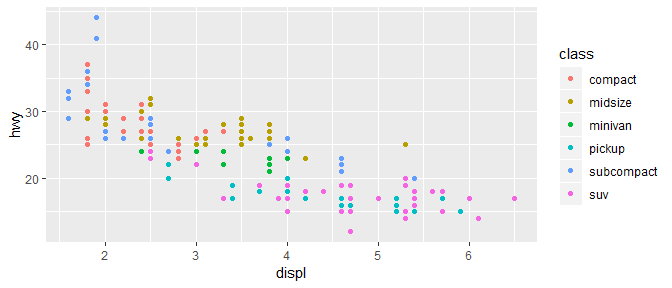 40
30
20
hwy
2
3
4
5
6
displ
class
compact
midsize
minivan
pickup
subcompact
suv